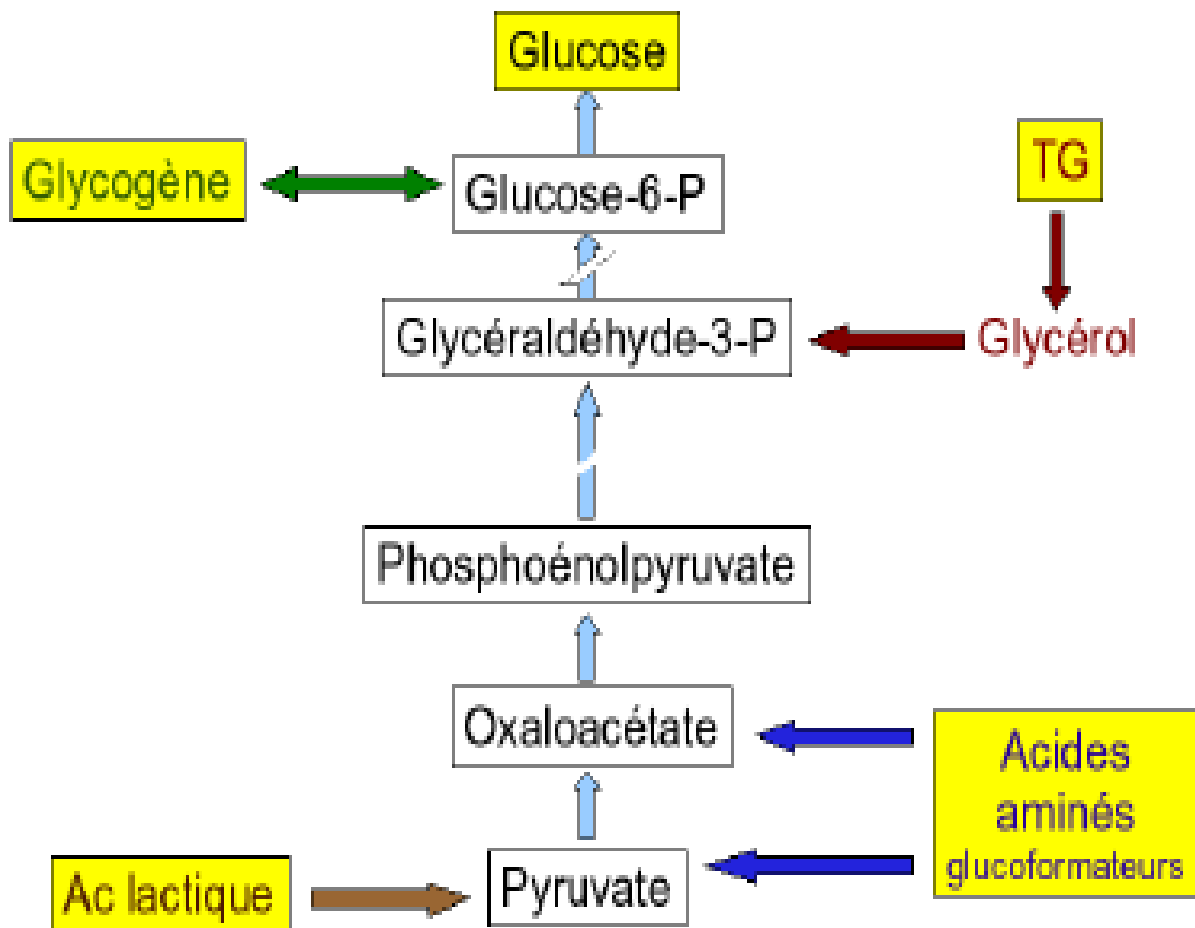 Glucose
Glycogène
Glucose-6-P
TG
Glycéraldéhyde-3-P
Glycérol
Phosphoénolpyruvate
Oxaloacétate
Acides
aminés
glucoformateurs
Ac lactique
Pyruvate